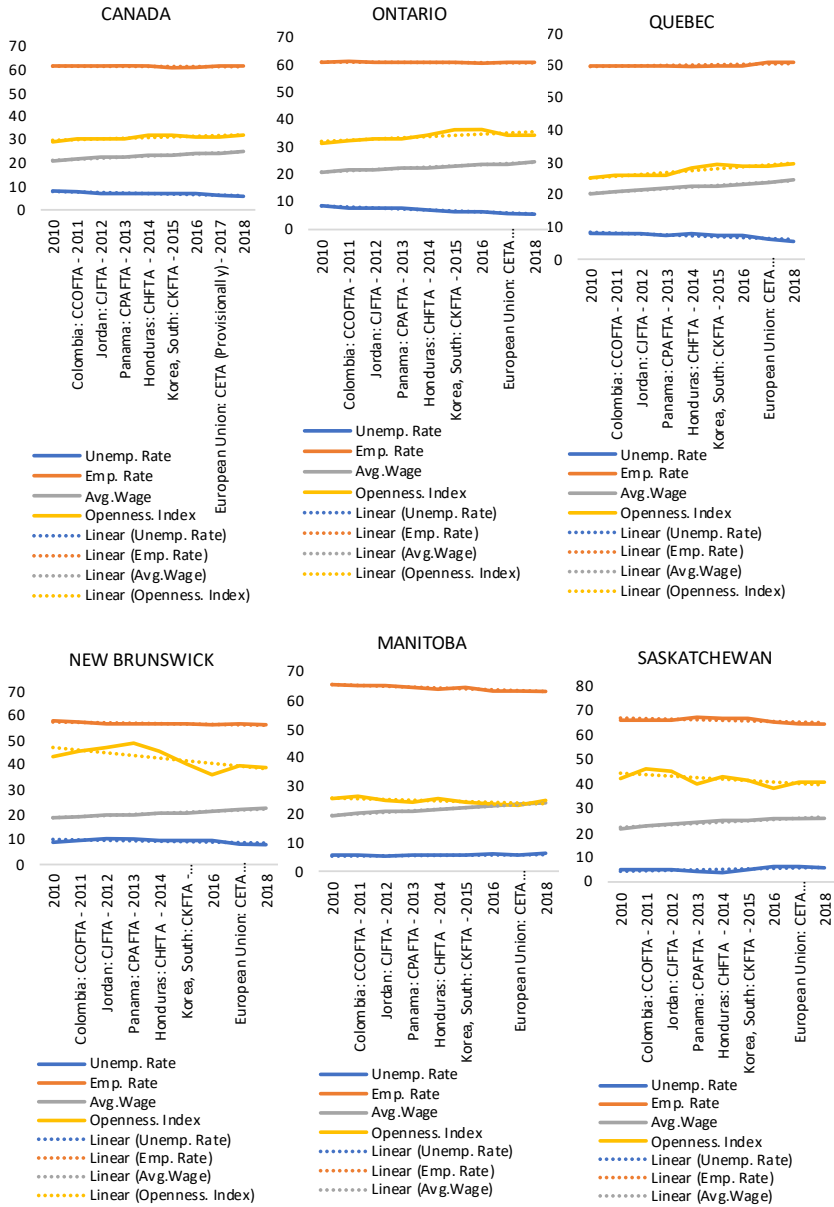 CANADA
70
60
50
40
30
20
10
0
2010
Colombia: CCOFTA - 2011
Jordan: CJFTA - 2012
Panama: CPAFTA - 2013
Honduras: CHFTA - 2014
Korea, South: CKFTA - 2015
2016
European Union: CETA (Provisionally) - 2017
2018
Unemp. Rate
Emp. Rate
Avg.Wage
Openness. Index
Linear (Unemp. Rate)
Linear (Emp. Rate)
Linear (Avg.Wage)
Linear (Openness. Index)
ONTARIO
70
60
50
40
30
20
10
0
2010
Colombia: CCOFTA - 2011
Jordan: CJFTA - 2012
Panama: CPAFTA - 2013
Honduras: CHFTA - 2014
Korea, South: CKFTA - 2015
2016
European Union: CETA...
2018
Unemp. Rate
Emp. Rate
Avg.Wage
Openness. Index
Linear (Unemp. Rate)
Linear (Emp. Rate)
Linear (Avg.Wage)
Linear (Openness. Index)
QUEBEC
70
60
50
40
30
20
10
0
2010
Colombia: CCOFTA - 2011
Jordan: CJFTA - 2012
Panama: CPAFTA - 2013
Honduras: CHFTA - 2014
Korea, South: CKFTA - 2015
2016
European Union: CETA...
2018
Unemp. Rate
Emp. Rate
Avg.Wage
Openness. Index
Linear (Unemp. Rate)
Linear (Emp. Rate)
Linear (Avg.Wage)
Linear (Openness. Index)
NEW BRUNSWICK
70
60
50
40
30
20
10
0
2010
Colombia: CCOFTA - 2011
Jordan: CJFTA - 2012
Panama: CPAFTA - 2013
Honduras: CHFTA - 2014
Korea, South: CKFTA -...
2016
European Union: CETA...
2018
Unemp. Rate
Emp. Rate
Avg.Wage
Openness. Index
Linear (Unemp. Rate)
Linear (Emp. Rate)
Linear (Avg.Wage)
Linear (Openness. Index)
MANITOBA
70
60
50
40
30
20
10
0
2010
Colombia: CCOFTA - 2011
Jordan: CJFTA - 2012
Panama: CPAFTA - 2013
Honduras: CHFTA - 2014
Korea, South: CKFTA - 2015
2016
European Union: CETA...
2018
Unemp. Rate
Emp. Rate
Avg.Wage
Openness. Index
Linear (Unemp. Rate)
Linear (Emp. Rate)
Linear (Avg.Wage)
SASKATCHEWAN
80
70
60
50
40
30
20
10
0
2010
Colombia: CCOFTA - 2011
Jordan: CJFTA - 2012
Panama: CPAFTA - 2013
Honduras: CHFTA - 2014
Korea, South: CKFTA - 2015
2016
European Union: CETA...
2018
Unemp. Rate
Emp. Rate
Avg.Wage
Openness. Index
Linear (Unemp. Rate)
Linear (Emp. Rate)
Linear (Avg.Wage)